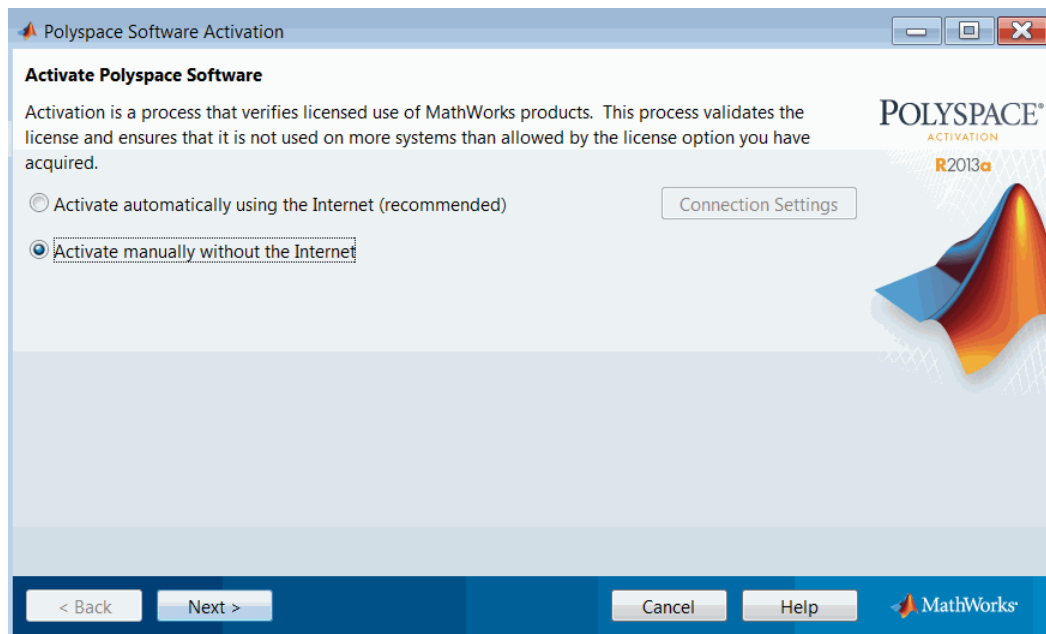 Polyspace Software Activation
Activate Polyspace Software
Activation is a process that verifies licensed use of MathWorks products. This process validates the
license and ensures that it is not used on more systems than allowed by the license option you have
acquired.
POLYSPACE®
ACTIVATION
R2013a
Activate automatically using the Internet (recommended)
Connection Settings
Activate manually without the Internet
< Back
Next >
Cancel
Help
MathWorks®